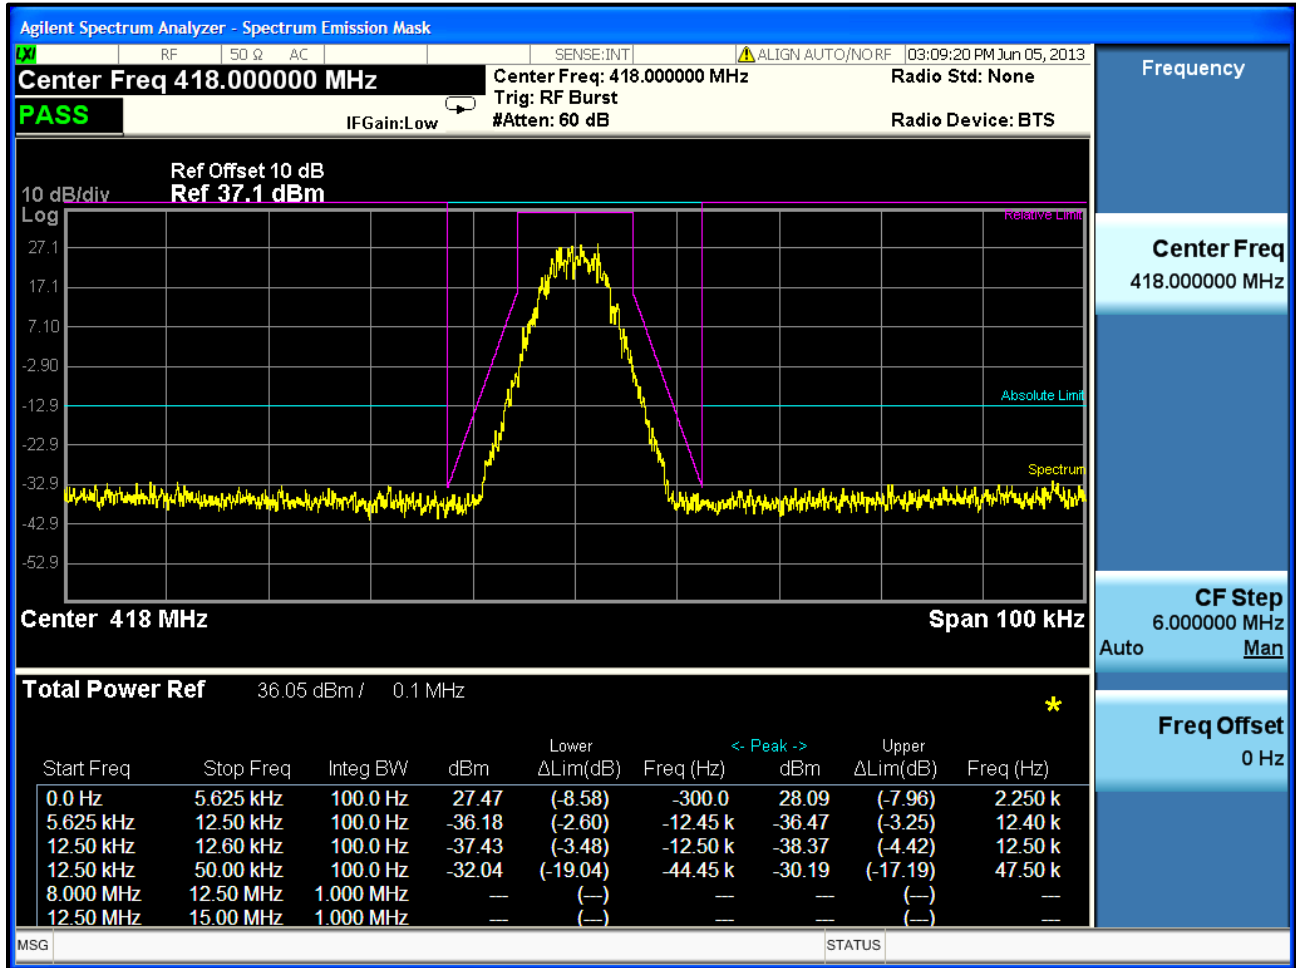 Agilent Spectrum Analyzer - Spectrum Emission Mask
LXI RF 50 Ω AC SENSE:INT ALIGN AUTO/NO RF 03:09:20 PM Jun 05, 2013
Center Freq 418.000000 MHz
Center Freq: 418.000000 MHz
Radio Std: None
Trig: RF Burst
PASS
IFGain:Low
#Atten: 60 dB
Radio Device: BTS
Ref Offset 10 dB
10 dB/div Ref 37.1 dBm
Log
Relative Limit
27.1
17.1
7.10
-2.90
-12.9
Absolute Limit
-22.9
Spectrum
-32.9
-42.9
-52.9
Center 418 MHz Span 100 kHz
Total Power Ref 36.05 dBm / 0.1 MHz
*
Lower <- Peak -> Upper
Start Freq Stop Freq Integ BW dBm ΔLim(dB) Freq (Hz) dBm ΔLim(dB) Freq (Hz)
0.0 Hz 5.625 kHz 100.0 Hz 27.47 (-8.58) -300.0 28.09 (-7.96) 2.250 k
5.625 kHz 12.50 kHz 100.0 Hz -36.18 (-2.60) -12.45 k -36.47 (-3.25) 12.40 k
12.50 kHz 12.60 kHz 100.0 Hz -37.43 (-3.48) -12.50 k -38.37 (-4.42) 12.50 k
12.50 kHz 50.00 kHz 100.0 Hz -32.04 (-19.04) -44.45 k -30.19 (-17.19) 47.50 k
8.000 MHz 12.50 MHz 1.000 MHz --- (---) --- --- (---) ---
12.50 MHz 15.00 MHz 1.000 MHz --- (---) --- --- (---) ---
MSG STATUS
Frequency
Center Freq
418.000000 MHz
CF Step
6.000000 MHz
Auto Man
Freq Offset
0 Hz